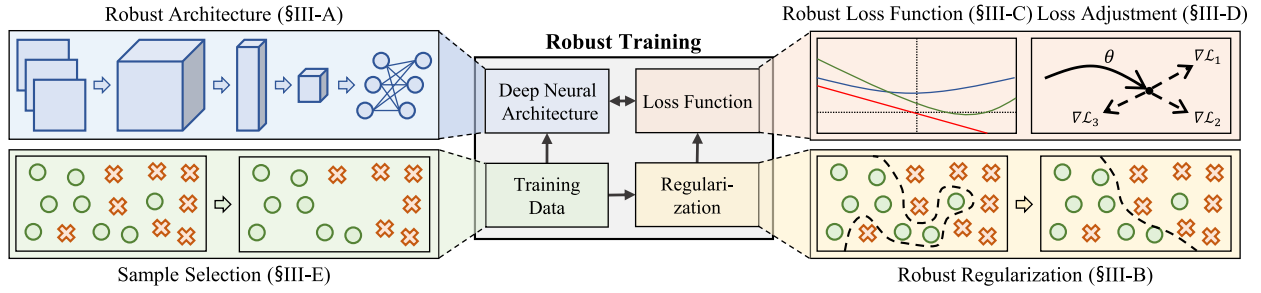 Robust Architecture (§III-A)
Robust Loss Function (§III-C)
Loss Adjustment (§III-D)
Robust Training
Deep Neural
Architecture
Loss Function
θ
∇ℒ₁
∇ℒ₃
∇ℒ₂
Training
Data
Regulari-
zation
Sample Selection (§III-E)
Robust Regularization (§III-B)